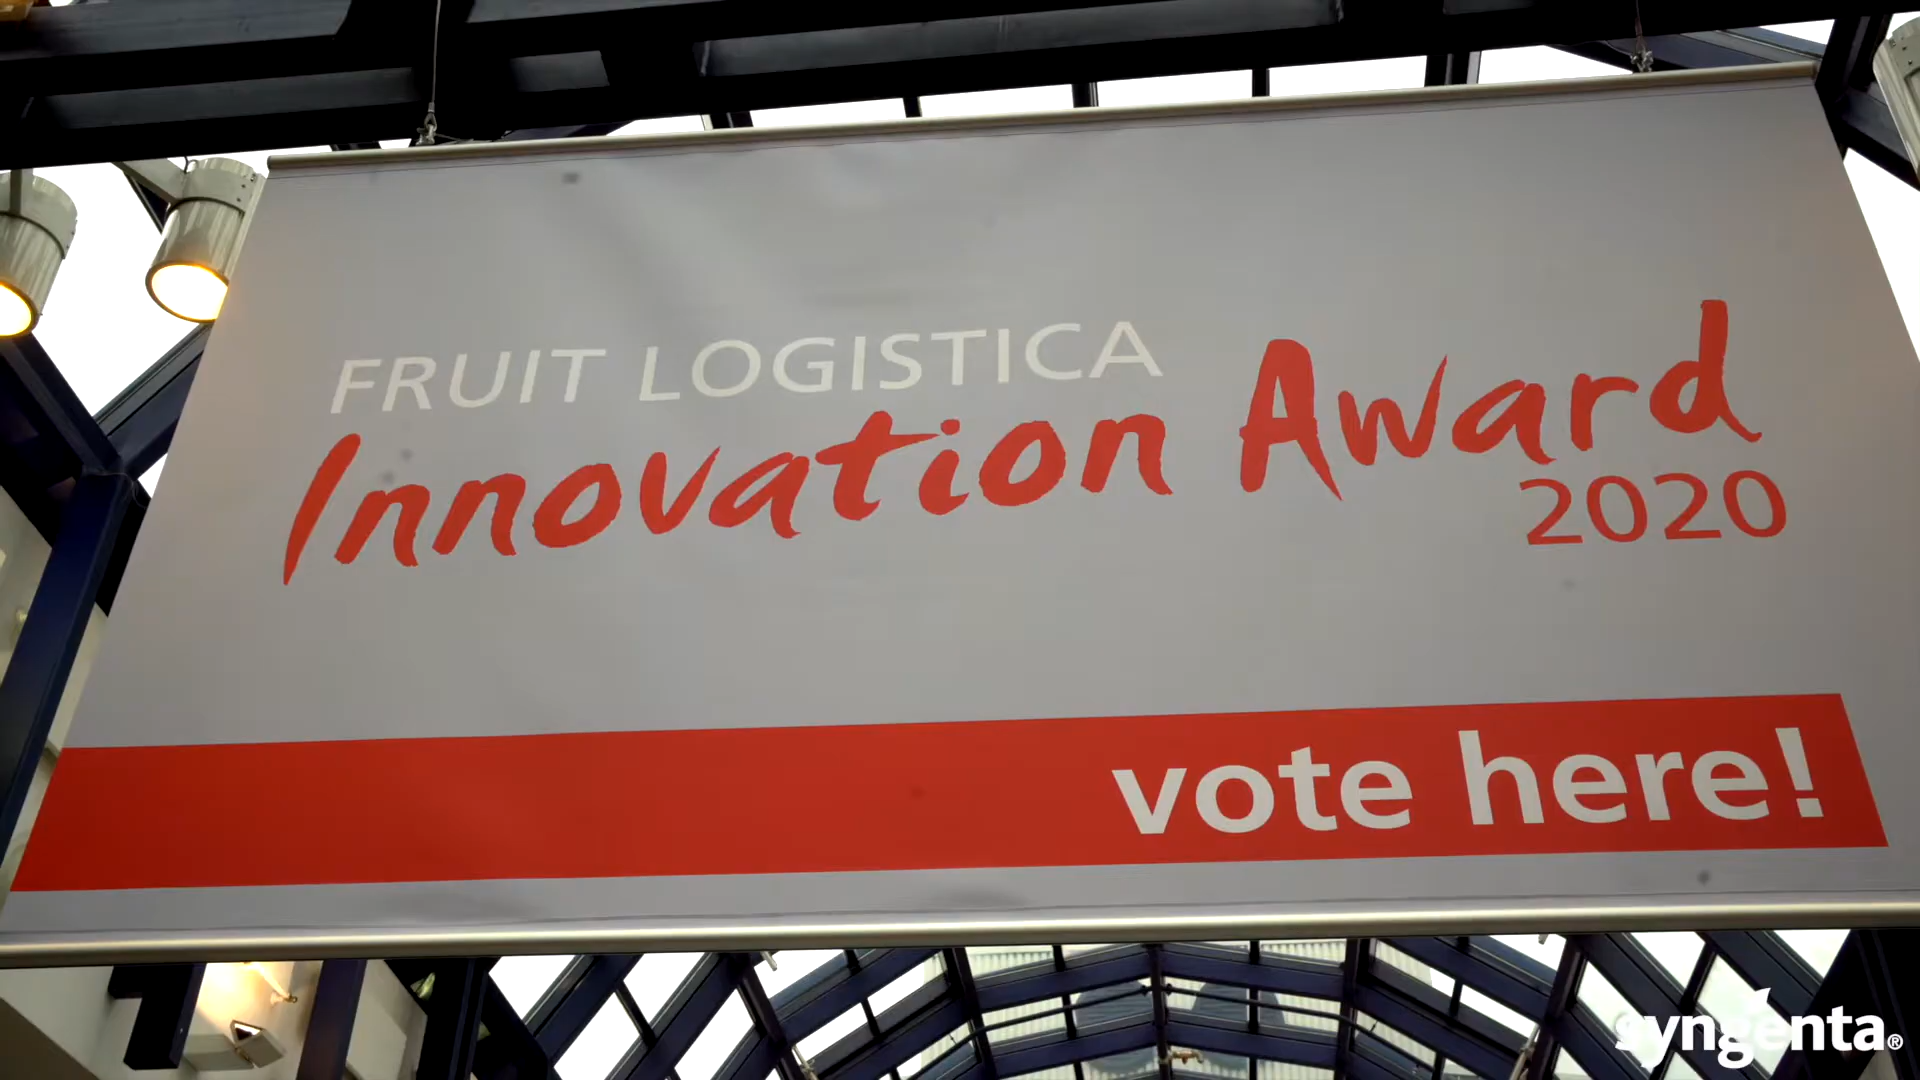 FRUIT LOGISTICA
Innovation Award
2020
vote here!
syngenta®